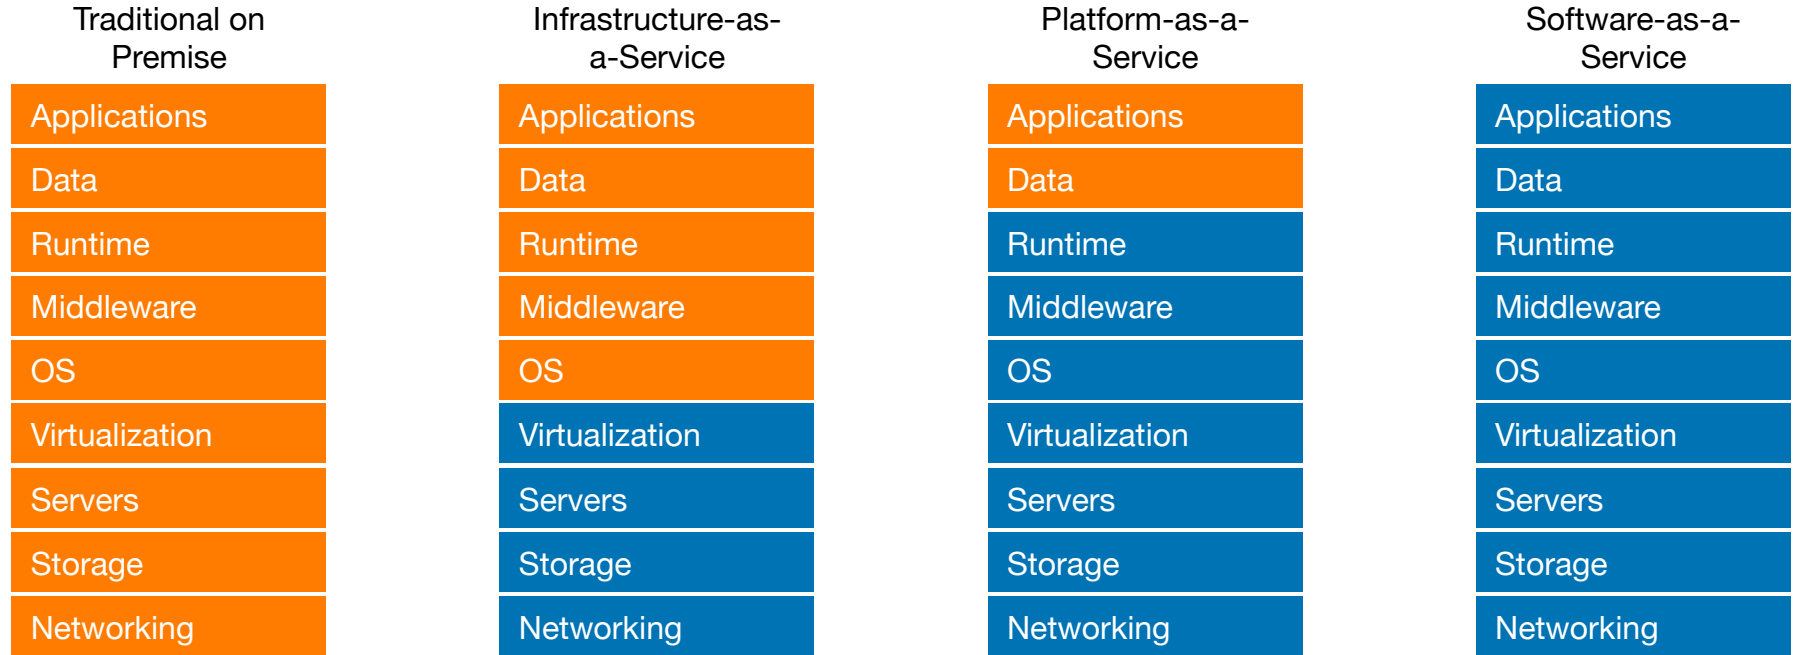 Traditional on
Premise
Applications
Data
Runtime
Middleware
OS
Virtualization
Servers
Storage
Networking
Infrastructure-as-
a-Service
Applications
Data
Runtime
Middleware
OS
Virtualization
Servers
Storage
Networking
Platform-as-a-
Service
Applications
Data
Runtime
Middleware
OS
Virtualization
Servers
Storage
Networking
Software-as-a-
Service
Applications
Data
Runtime
Middleware
OS
Virtualization
Servers
Storage
Networking